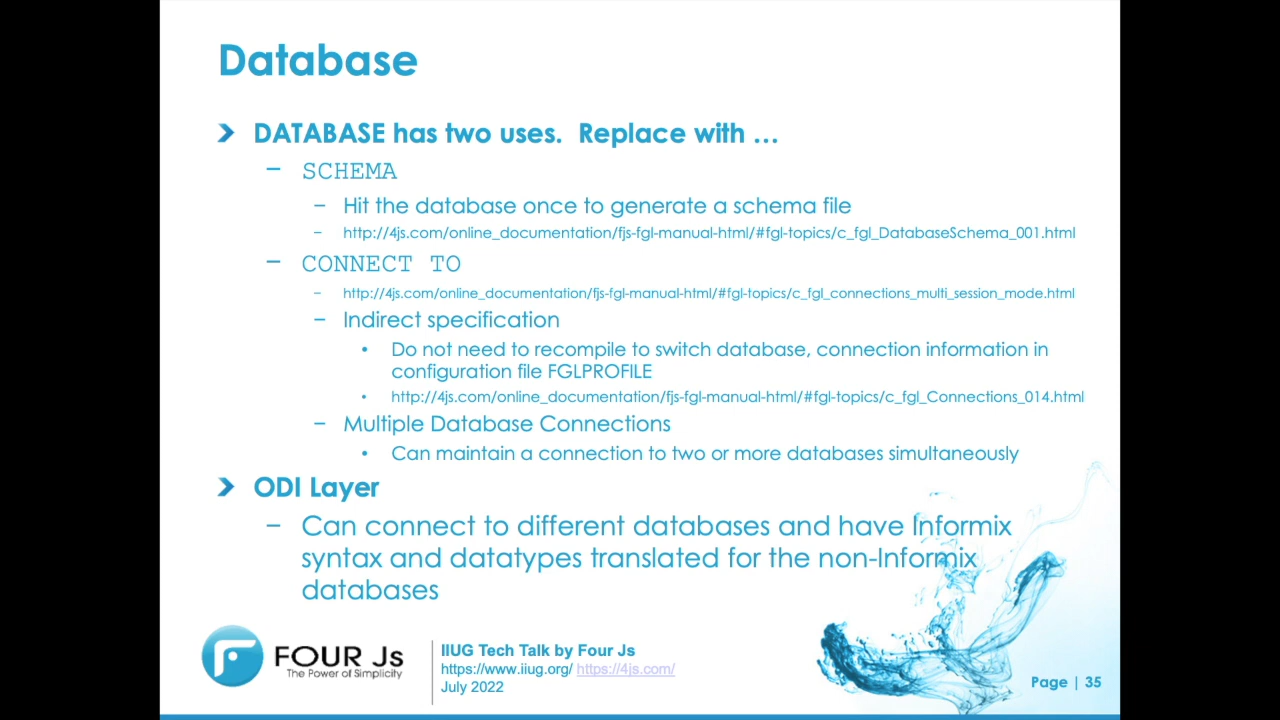 Database
DATABASE has two uses.  Replace with …
− SCHEMA
− Hit the database once to generate a schema file
− http://4js.com/online_documentation/fjs-fgl-manual-html/#fgl-topics/c_fgl_DatabaseSchema_001.html
− CONNECT TO
− http://4js.com/online_documentation/fjs-fgl-manual-html/#fgl-topics/c_fgl_connections_multi_session_mode.html
− Indirect specification
• Do not need to recompile to switch database, connection information in
configuration file FGLPROFILE
• http://4js.com/online_documentation/fjs-fgl-manual-html/#fgl-topics/c_fgl_Connections_014.html
− Multiple Database Connections
• Can maintain a connection to two or more databases simultaneously
ODI Layer
− Can connect to different databases and have Informix
syntax and datatypes translated for the non-Informix
databases
FOUR Js
The Power of Simplicity
IIUG Tech Talk by Four Js
https://www.iiug.org/ https://4js.com/
July 2022
Page | 35